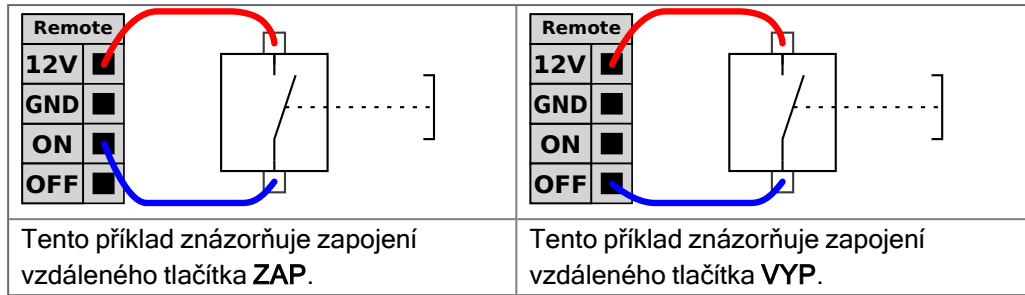 Remote
12V
GND
ON
OFF
Tento příklad znázorňuje zapojení
vzdáleného tlačítka ZAP.
Remote
12V
GND
ON
OFF
Tento příklad znázorňuje zapojení
vzdáleného tlačítka VYP.